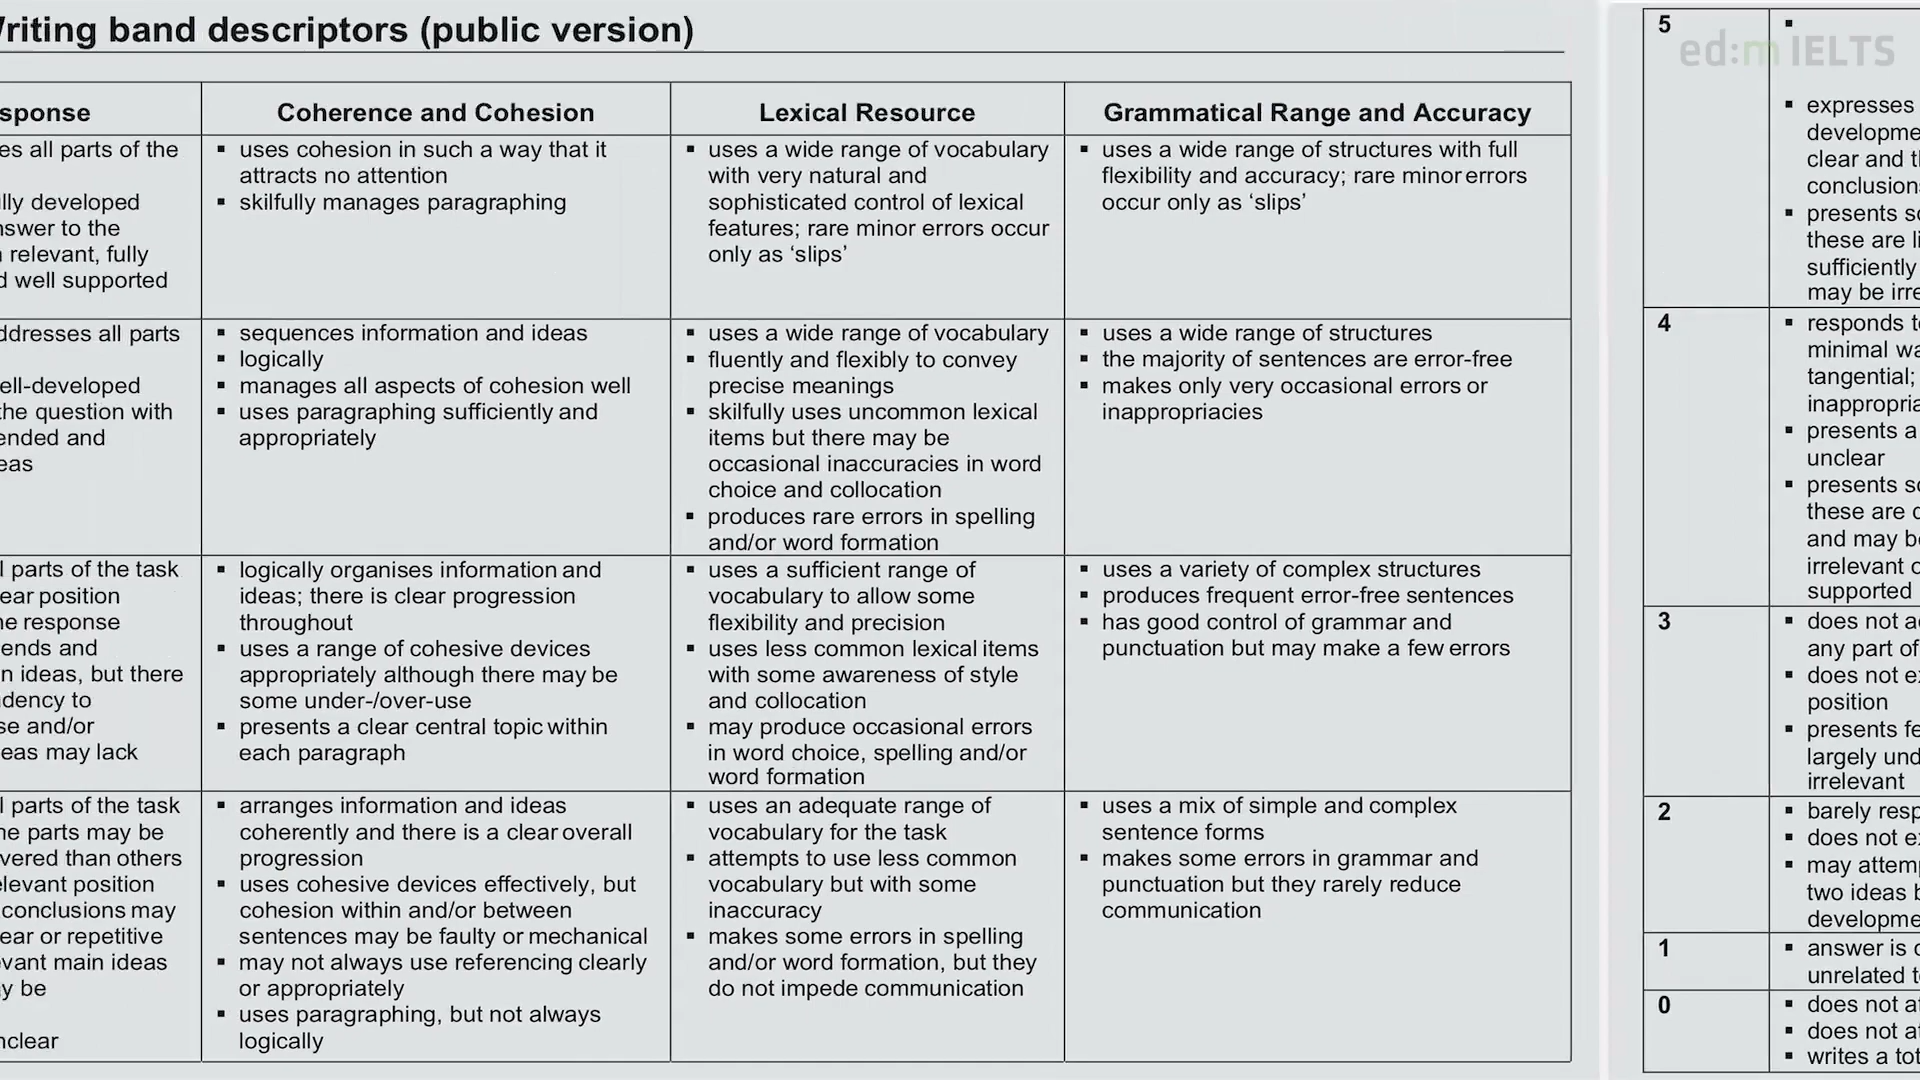 riting band descriptors (public version)
sponse
Coherence and Cohesion
Lexical Resource
Grammatical Range and Accuracy
es all parts of the
lly developed
nswer to the
relevant, fully
d well supported
▪ uses cohesion in such a way that it
attracts no attention
▪ skilfully manages paragraphing
▪ uses a wide range of vocabulary
with very natural and
sophisticated control of lexical
features; rare minor errors occur
only as ‘slips’
▪ uses a wide range of structures with full
flexibility and accuracy; rare minor errors
occur only as ‘slips’
ddresses all parts
ell-developed
the question with
ended and
eas
▪ sequences information and ideas
▪ logically
▪ manages all aspects of cohesion well
▪ uses paragraphing sufficiently and
appropriately
▪ uses a wide range of vocabulary
▪ fluently and flexibly to convey
precise meanings
▪ skilfully uses uncommon lexical
items but there may be
occasional inaccuracies in word
choice and collocation
▪ produces rare errors in spelling
and/or word formation
▪ uses a wide range of structures
▪ the majority of sentences are error-free
▪ makes only very occasional errors or
inappropriacies
l parts of the task
ear position
he response
ends and
n ideas, but there
dency to
se and/or
eas may lack
▪ logically organises information and
ideas; there is clear progression
throughout
▪ uses a range of cohesive devices
appropriately although there may be
some under-/over-use
▪ presents a clear central topic within
each paragraph
▪ uses a sufficient range of
vocabulary to allow some
flexibility and precision
▪ uses less common lexical items
with some awareness of style
and collocation
▪ may produce occasional errors
in word choice, spelling and/or
word formation
▪ uses a variety of complex structures
▪ produces frequent error-free sentences
▪ has good control of grammar and
punctuation but may make a few errors
l parts of the task
ne parts may be
vered than others
elevant position
conclusions may
ear or repetitive
evant main ideas
y be
nclear
▪ arranges information and ideas
coherently and there is a clear overall
progression
▪ uses cohesive devices effectively, but
cohesion within and/or between
sentences may be faulty or mechanical
▪ may not always use referencing clearly
or appropriately
▪ uses paragraphing, but not always
logically
▪ uses an adequate range of
vocabulary for the task
▪ attempts to use less common
vocabulary but with some
inaccuracy
▪ makes some errors in spelling
and/or word formation, but they
do not impede communication
▪ uses a mix of simple and complex
sentence forms
▪ makes some errors in grammar and
punctuation but they rarely reduce
communication
ed:m IELTS
5
▪ expresses
developme
clear and th
conclusions
▪ presents so
these are li
sufficiently
may be irre
4
▪ responds to
minimal wa
tangential;
inappropria
▪ presents a
unclear
▪ presents so
these are
and may be
irrelevant o
supported
3
▪ does not a
any part of
▪ does not ex
position
▪ presents fe
largely und
irrelevant
2
▪ barely resp
▪ does not ex
▪ may attemp
two ideas b
developme
1
▪ answer is
unrelated t
0
▪ does not at
▪ does not at
▪ writes a tot